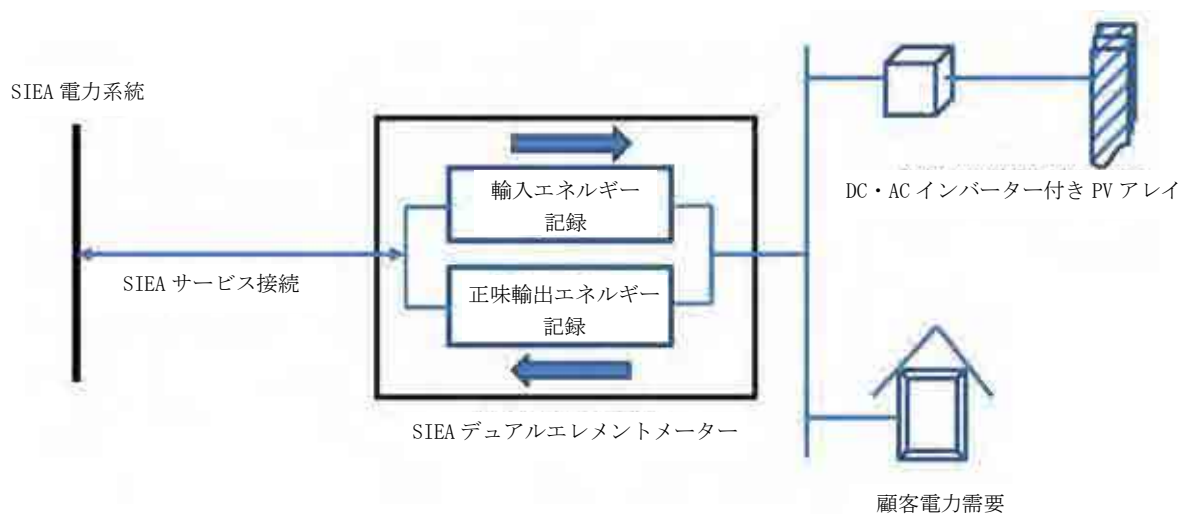 SIEA 電力系統
輸入エネルギー
記録
DC・AC インバーター付き PV アレイ
SIEA サービス接続
正味輸出エネルギー
記録
SIEA デュアルエレメントメーター
顧客電力需要